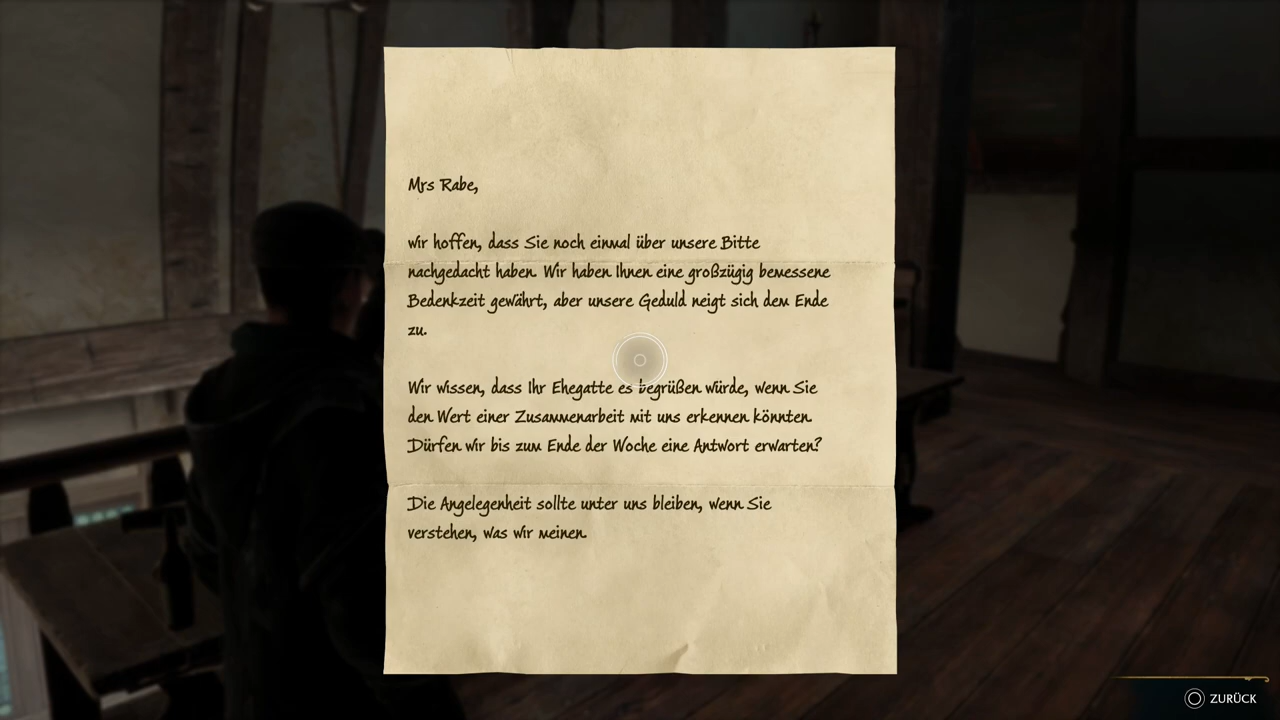 Mrs Rabe,
wir hoffen, dass Sie noch einmal über unsere Bitte
nachgedacht haben. Wir haben Ihnen eine großzügig bemessene
Bedenkzeit gewährt, aber unsere Geduld neigt sich dem Ende
zu.
Wir wissen, dass Ihr Ehegatte es begrüßen würde, wenn Sie
den Wert einer Zusammenarbeit mit uns erkennen könnten.
Dürfen wir bis zum Ende der Woche eine Antwort erwarten?
Die Angelegenheit sollte unter uns bleiben, wenn Sie
verstehen, was wir meinen.
ZURÜCK